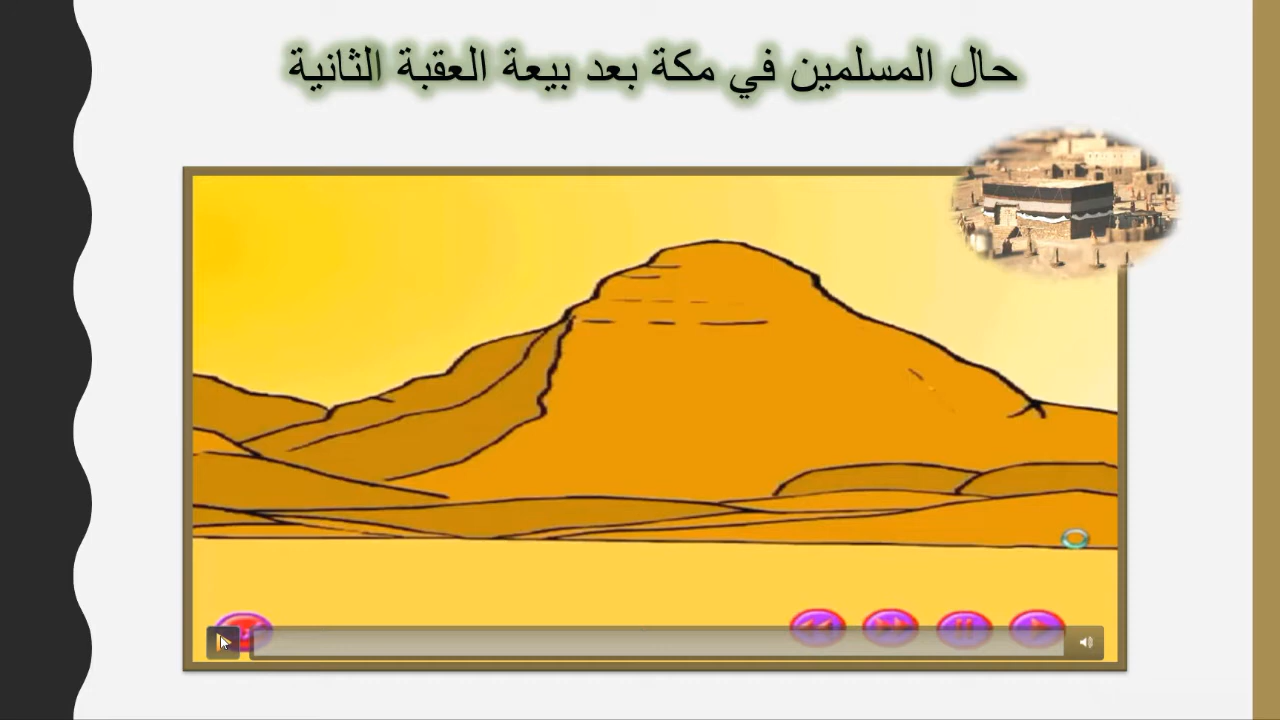 حال المسلمين في مكة بعد بيعة العقبة الثانية